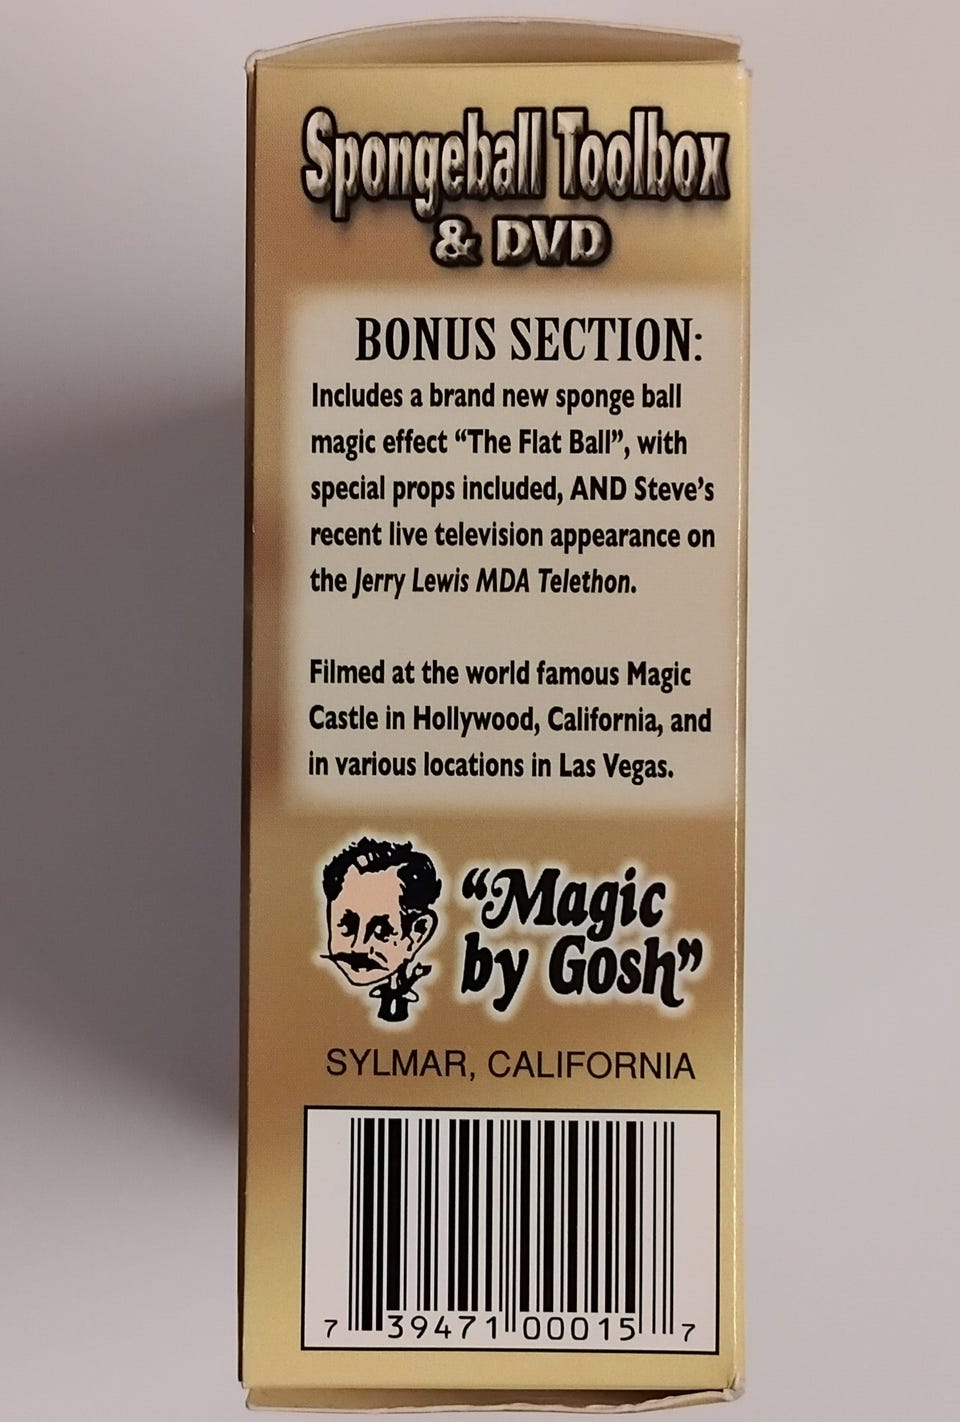 Spongeball Toolbox
& DVD
BONUS SECTION:
Includes a brand new sponge ball
magic effect “The Flat Ball”, with
special props included, AND Steve’s
recent live television appearance on
the Jerry Lewis MDA Telethon.
Filmed at the world famous Magic
Castle in Hollywood, California, and
in various locations in Las Vegas.
“Magic
by Gosh”
SYLMAR, CALIFORNIA
7 39471 00015 7